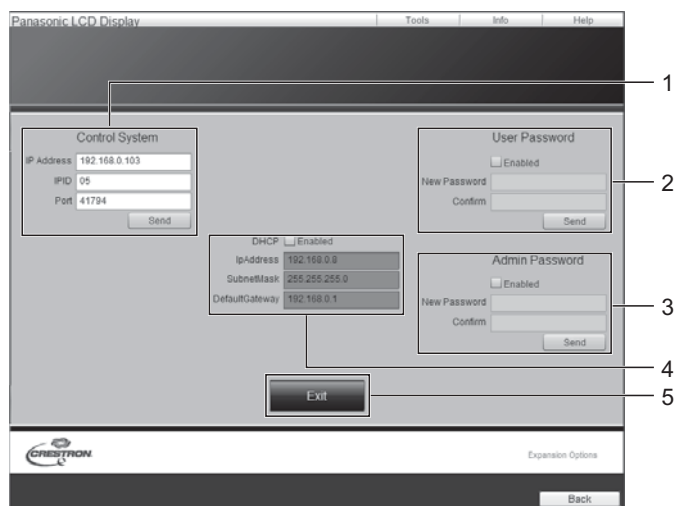 Panasonic LCD Display Tools Info Help
1
Control System
IP Address 192.168.0.103
IPID 05
Port 41794
Send
User Password
Enabled
New Password
Confirm
Send
2
DHCP Enabled
IpAddress 192.168.0.8
SubnetMask 255.255.255.0
DefaultGateway 192.168.0.1
Admin Password
Enabled
New Password
Confirm
Send
3
4
Exit
5
CRESTRON
Expansion Options
Back